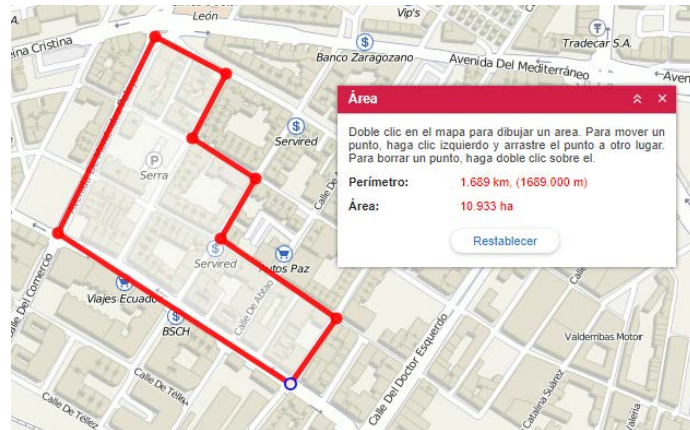 León
Vip's
eina Cristina
$
Banco Zaragozano
Tradecar S.A.
Avenida Del Mediterráneo
Aven
$
Servired
P
Serra
Área
Doble clic en el mapa para dibujar un area. Para mover un
punto, haga clic izquierdo y arrastre el punto a otro lugar.
Para borrar un punto, haga doble clic sobre el.
Perímetro: 1.689 km, (1689.000 m)
Área: 10.933 ha
Restablecer
$
Servired
Autos Paz
Calle De Abtao
Calle Del Comercio
Viajes Ecuador
$
BSCH
Calle De Téllez
Calle De Téllez
Calle Del Doctor Esquerdo
Valderribas Motor
Catalina Suárez
Valeria